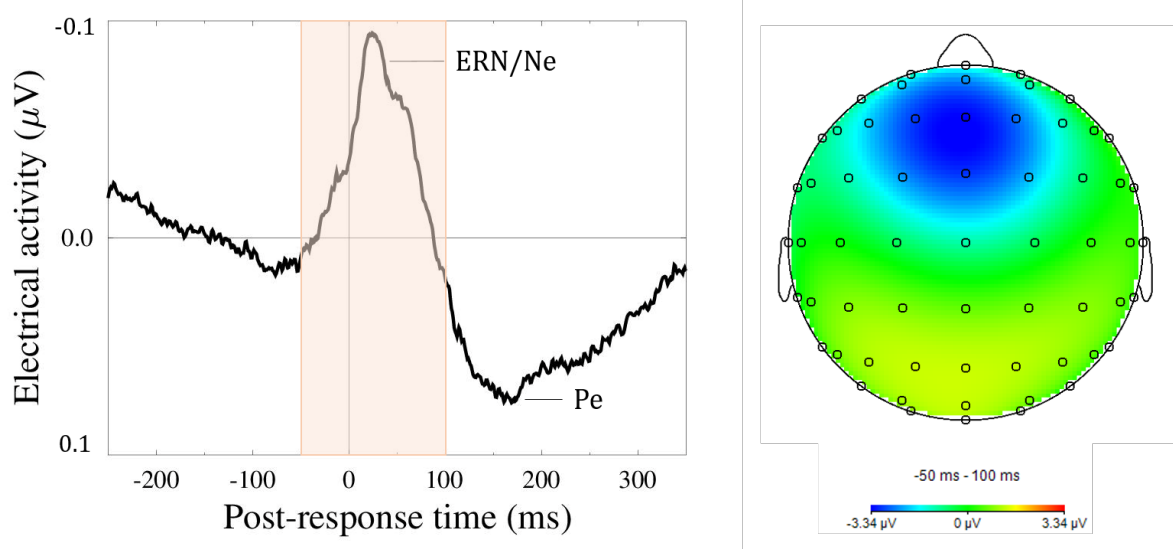 -0.1
ERN/Ne
Electrical activity (μV)
0.0
Pe
0.1
-200 -100 0 100 200 300
Post-response time (ms)
-50 ms - 100 ms
-3.34 μV 0 μV 3.34 μV